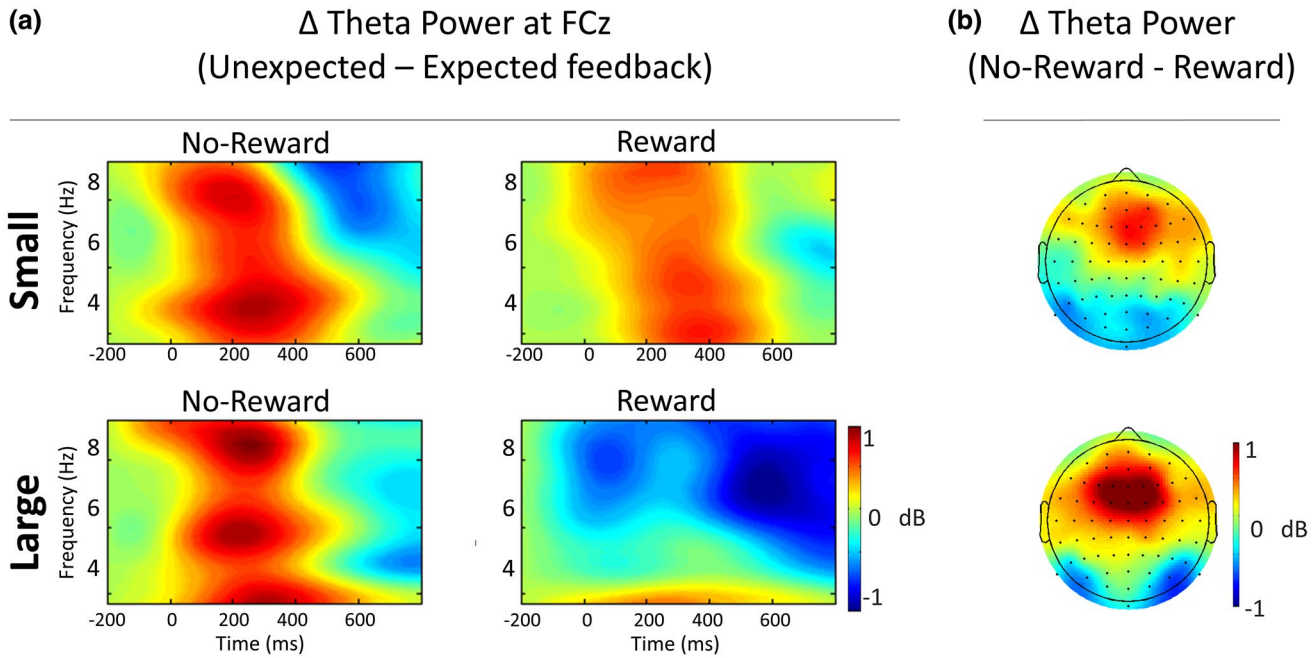 (a)
Δ Theta Power at FCz
(Unexpected – Expected feedback)
(b)
Δ Theta Power
(No-Reward - Reward)
Small
No-Reward
Frequency (Hz)
8
6
4
-200 0 200 400 600
Reward
8
6
4
-200 0 200 400 600
Large
No-Reward
Frequency (Hz)
8
6
4
-200 0 200 400 600
Time (ms)
Reward
8
6
4
-200 0 200 400 600
Time (ms)
1
0 dB
-1
1
0 dB
-1